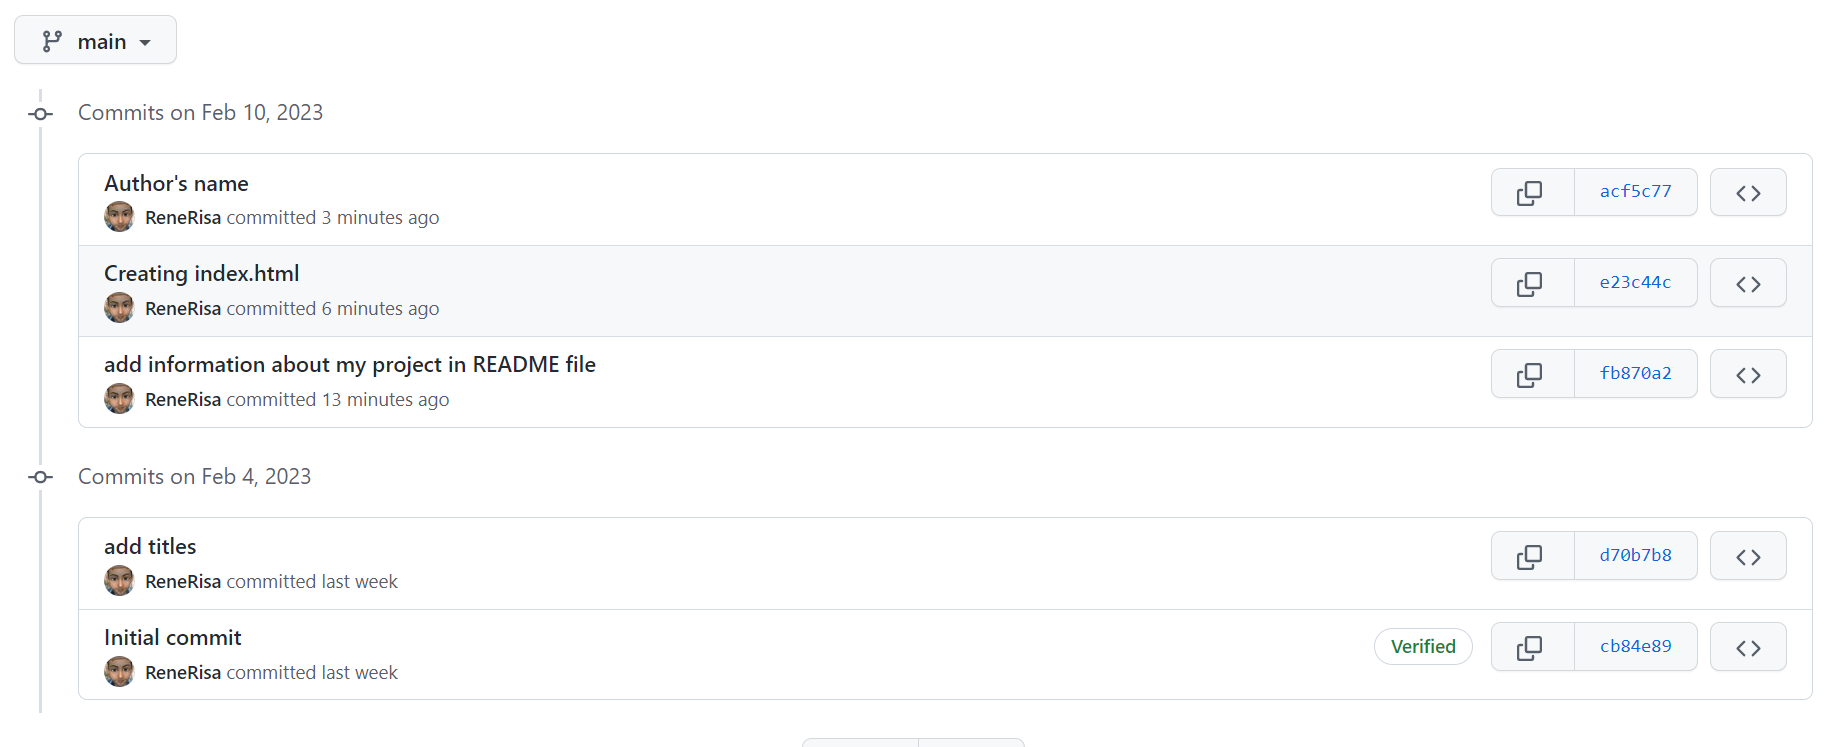 main
Commits on Feb 10, 2023
Author's name
acf5c77
ReneRisa committed 3 minutes ago
Creating index.html
e23c44c
ReneRisa committed 6 minutes ago
add information about my project in README file
fb870a2
ReneRisa committed 13 minutes ago
Commits on Feb 4, 2023
add titles
d70b7b8
ReneRisa committed last week
Initial commit
Verified
cb84e89
ReneRisa committed last week